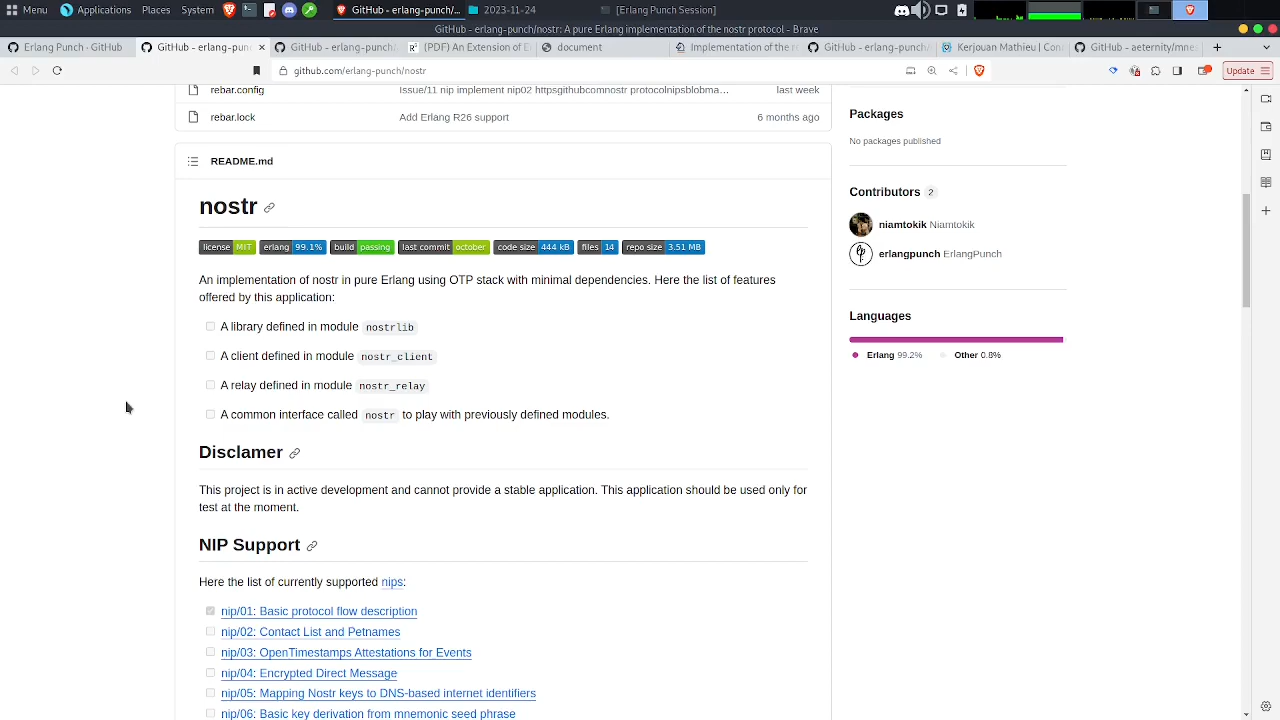 Menu Applications Places System GitHub - erlang-punch/... 2023-11-24 [Erlang Punch Session]
GitHub - erlang-punch/nostr: A pure Erlang implementation of the nostr protocol - Brave
Erlang Punch · GitHub GitHub - erlang-pun GitHub - erlang-punch/ (PDF) An Extension of E document Implementation of the re GitHub - erlang-punch/ Kerjouan Mathieu | Con GitHub - aeternity/mne
github.com/erlang-punch/nostr Update
rebar.config Issue/11 nip implement nip02 httpsgithubcomnostr protocolnipsblobma... last week
rebar.lock Add Erlang R26 support 6 months ago
README.md
nostr
license MIT erlang 99.1% build passing last commit october code size 444 kB files 14 repo size 3.51 MB
An implementation of nostr in pure Erlang using OTP stack with minimal dependencies. Here the list of features
offered by this application:
A library defined in module nostrlib
A client defined in module nostr_client
A relay defined in module nostr_relay
A common interface called nostr to play with previously defined modules.
Disclamer
This project is in active development and cannot provide a stable application. This application should be used only for
test at the moment.
NIP Support
Here the list of currently supported nips:
nip/01: Basic protocol flow description
nip/02: Contact List and Petnames
nip/03: OpenTimestamps Attestations for Events
nip/04: Encrypted Direct Message
nip/05: Mapping Nostr keys to DNS-based internet identifiers
nip/06: Basic key derivation from mnemonic seed phrase
Packages
No packages published
Contributors 2
niamtokik Niamtokik
erlangpunch ErlangPunch
Languages
Erlang 99.2% Other 0.8%